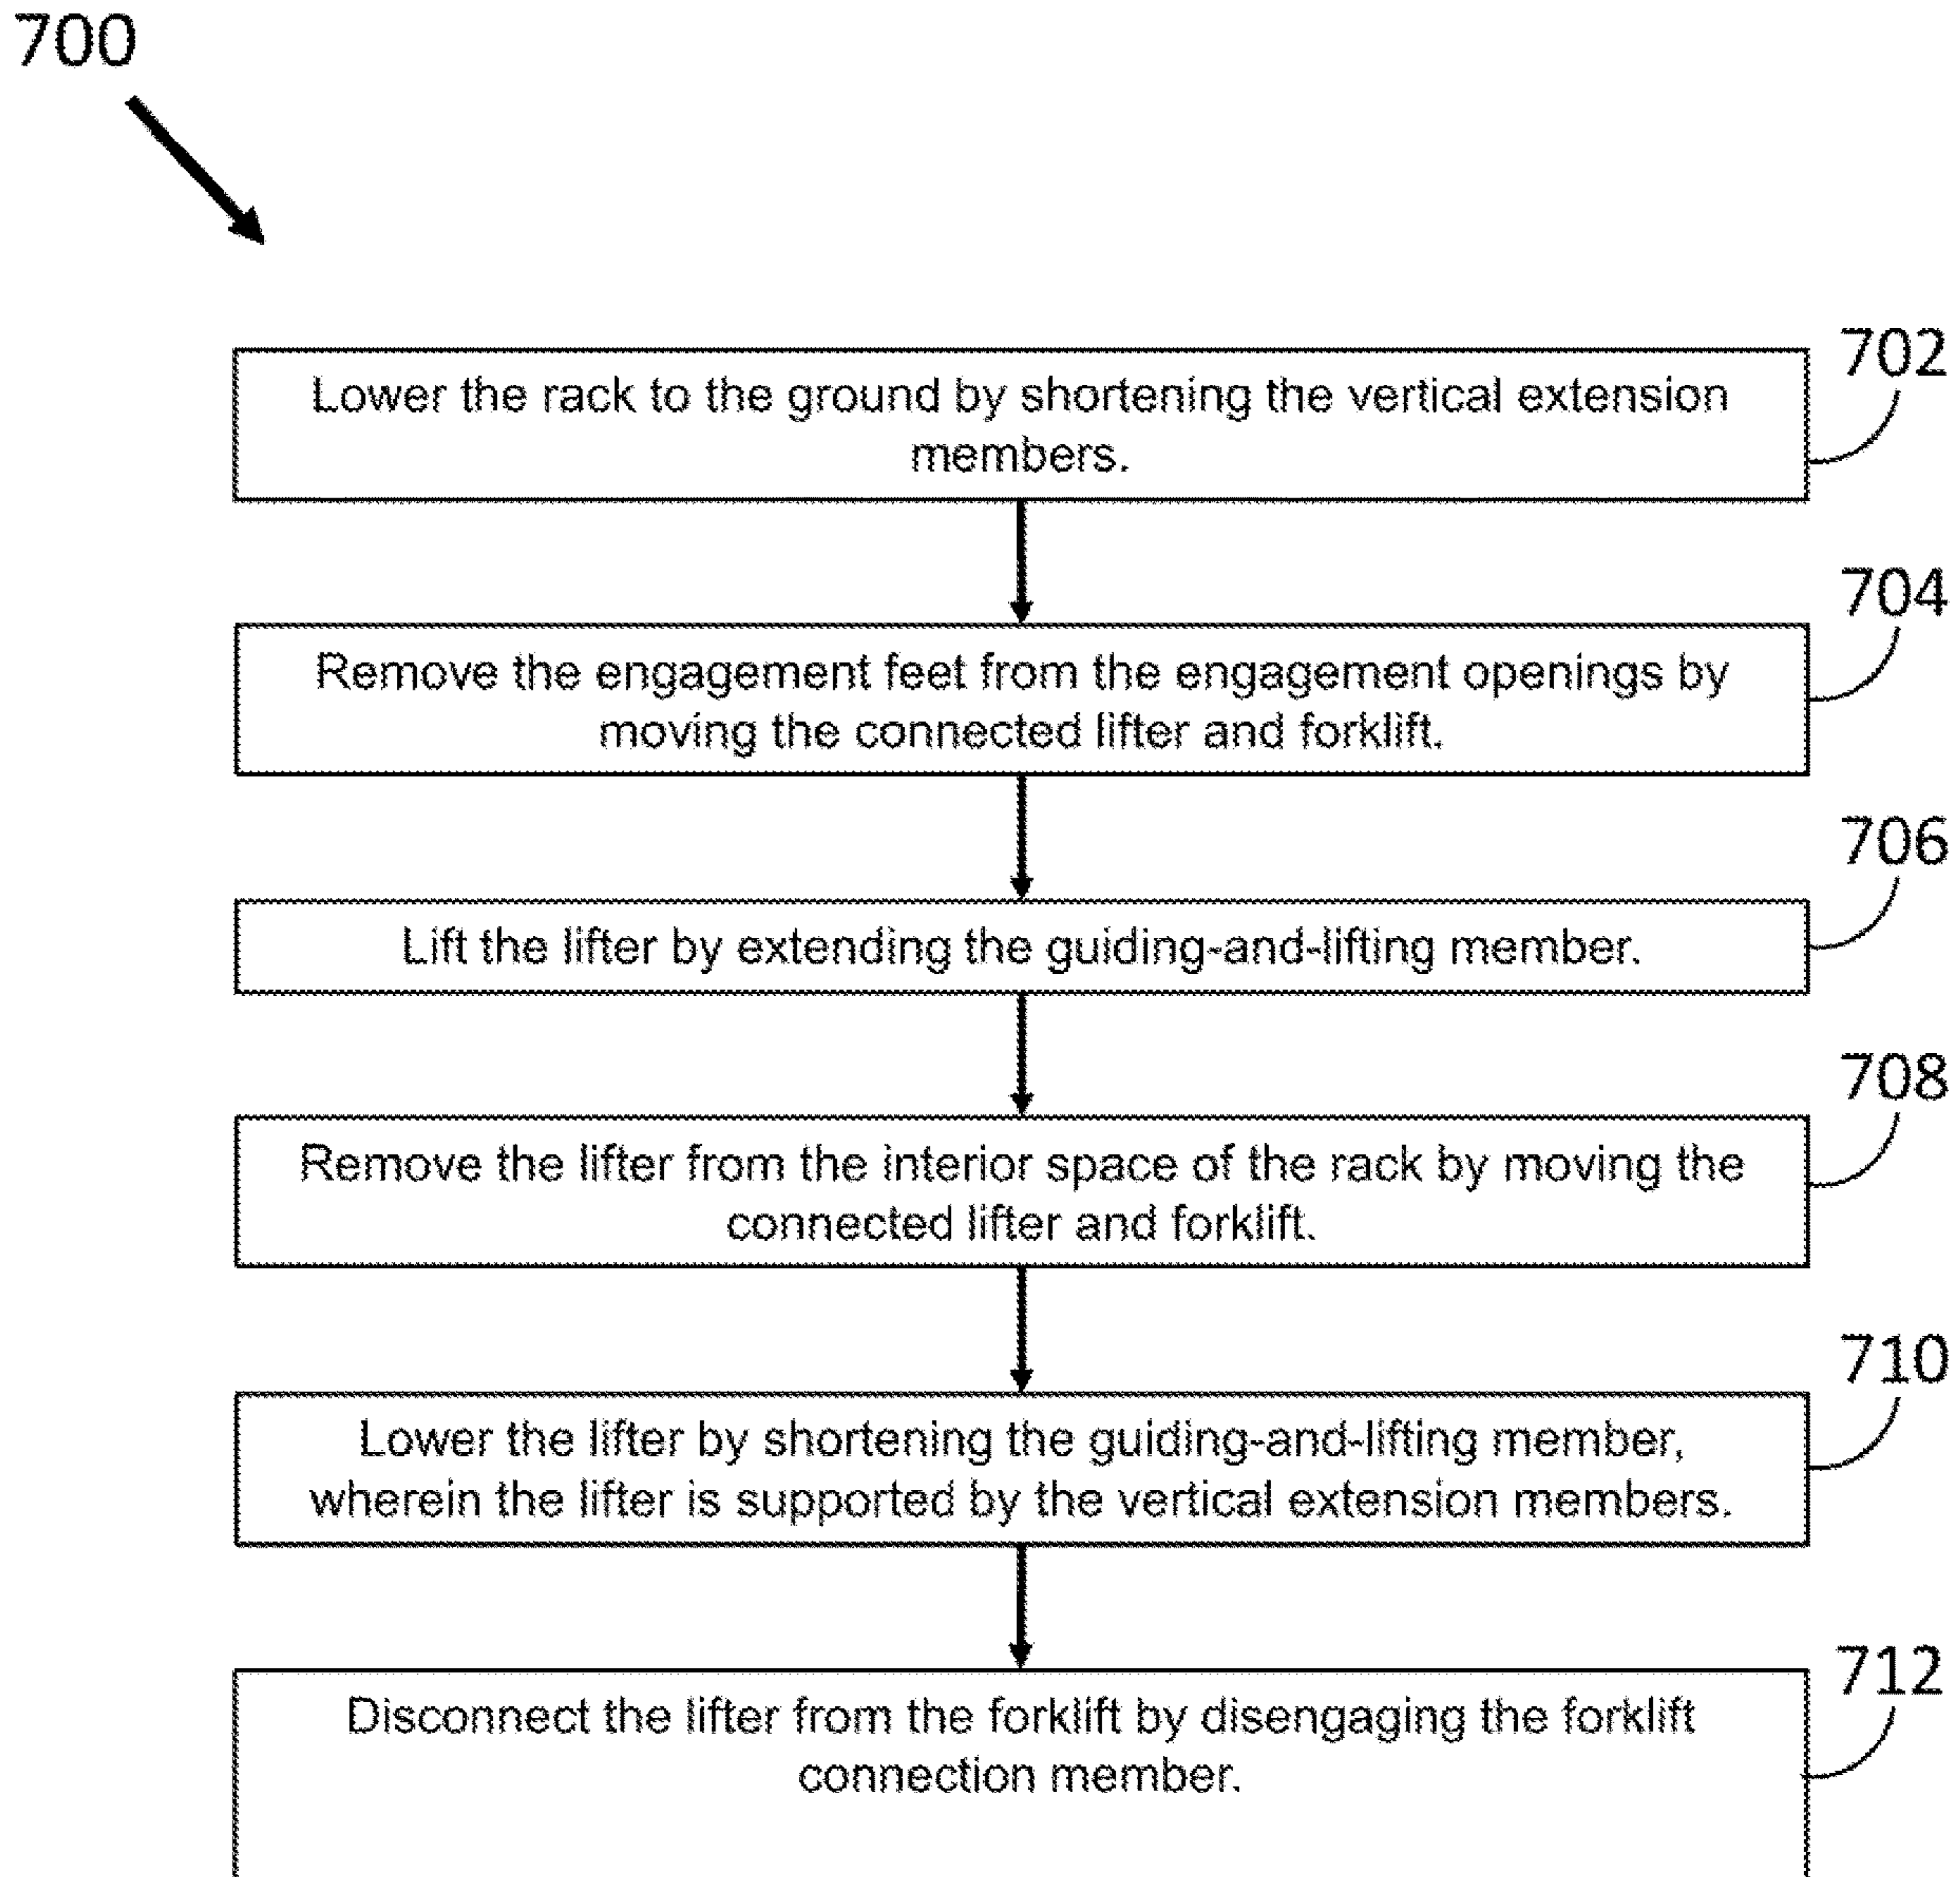 700
702
Lower the rack to the ground by shortening the vertical extension
members.
704
Remove the engagement feet from the engagement openings by
moving the connected lifter and forklift.
706
Lift the lifter by extending the guiding-and-lifting member.
708
Remove the lifter from the interior space of the rack by moving the
connected lifter and forklift.
710
Lower the lifter by shortening the guiding-and-lifting member,
wherein the lifter is supported by the vertical extension members.
712
Disconnect the lifter from the forklift by disengaging the forklift
connection member.